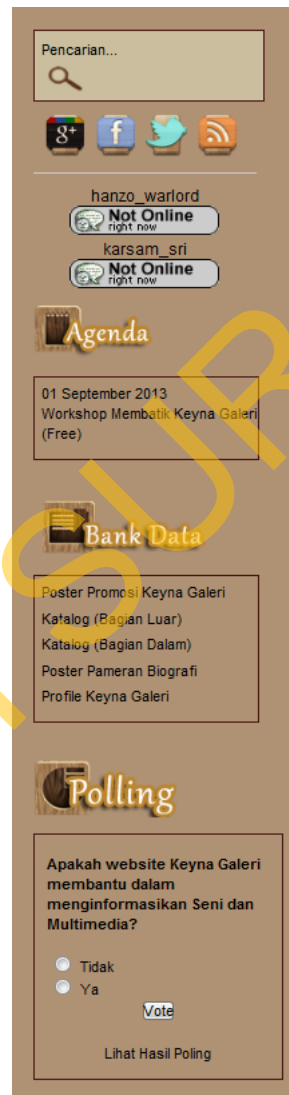 Pencarian...
g+ f
hanzo_warlord
Not Online
right now
karsam_sri
Not Online
right now
Agenda
01 September 2013
Workshop Membatik Keyna Galeri
(Free)
Bank Data
Poster Promosi Keyna Galeri
Katalog (Bagian Luar)
Katalog (Bagian Dalam)
Poster Pameran Biografi
Profile Keyna Galeri
Polling
Apakah website Keyna Galeri
membantu dalam
menginformasikan Seni dan
Multimedia?
Tidak
Ya
Vote
Lihat Hasil Poling
SUR